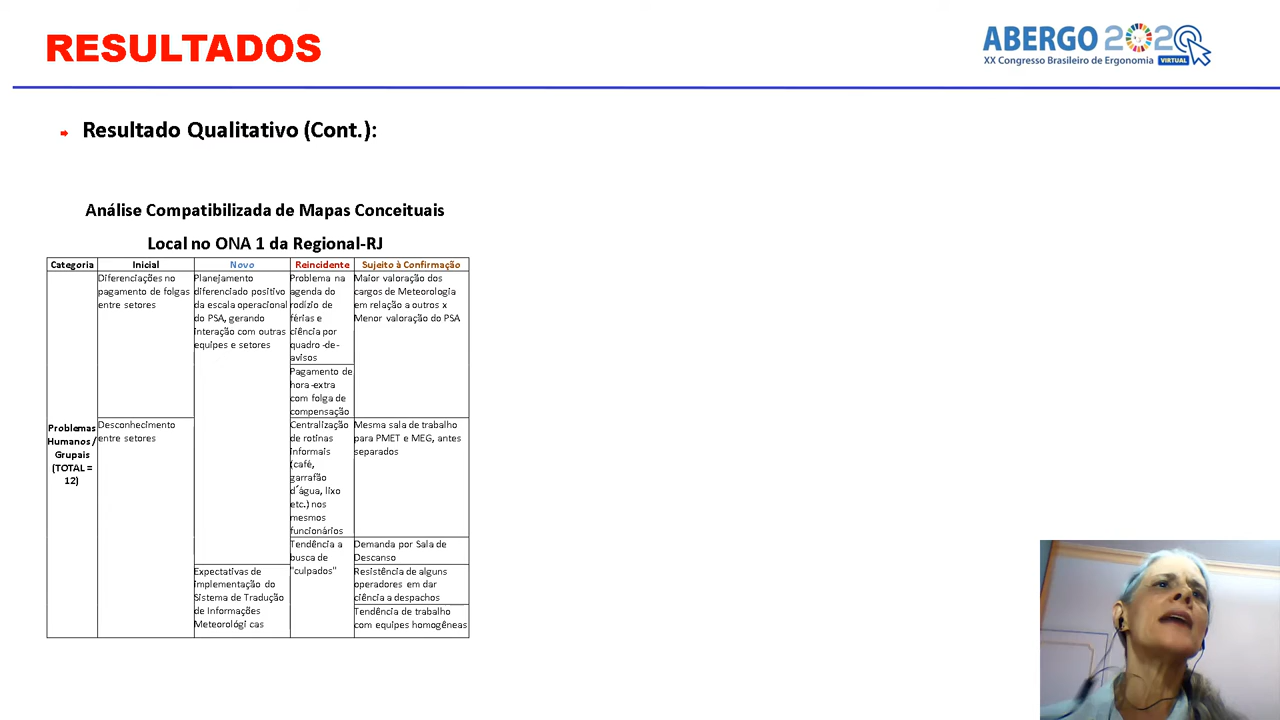 RESULTADOS
ABERGO 2020
XX Congresso Brasileiro de Ergonomia VIRTUAL
Resultado Qualitativo (Cont.):
Análise Compatibilizada de Mapas Conceituais
Local no ONA 1 da Regional-RJ
Categoria
Inicial
Novo
Reincidente
Sujeito à Confirmação
Problemas
Humanos /
Grupais
(TOTAL =
12)
Diferenciações no
pagamento de folgas
entre setores
Desconhecimento
entre setores
Planejamento
diferenciado positivo
da escala operacional
do PSA, gerando
interação com outras
equipes e setores
Expectativas de
implementação do
Sistema de Tradução
de Informações
Meteorológi cas
Problema na
agenda do
rodízio de
férias e
ciência por
quadro -de-
avisos
Pagamento de
hora -extra
com folga de
compensação
Centralização
de rotinas
informais
(café,
garrafão
d´água, lixo
etc.) nos
mesmos
funcionários
Tendência a
busca de
"culpados"
Maior valoração dos
cargos de Meteorologia
em relação a outros x
Menor valoração do PSA
Mesma sala de trabalho
para PMET e MEG, antes
separados
Demanda por Sala de
Descanso
Resistência de alguns
operadores em dar
ciência a despachos
Tendência de trabalho
com equipes homogêneas